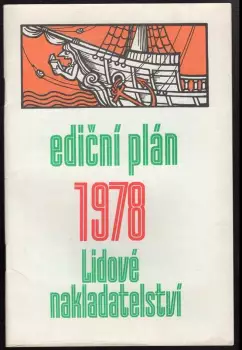 ediční plán
1978
Lidové
nakladatelství